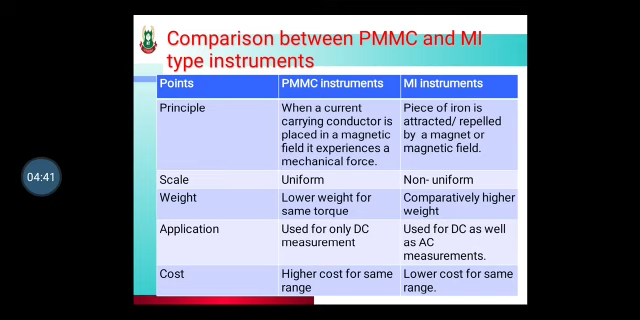 Comparison between PMMC and MI
type instruments
Points PMMC instruments MI instruments
Principle
When a current
carrying conductor is
placed in a magnetic
field it experiences a
mechanical force.
Piece of iron is
attracted/ repelled
by a magnet or
magnetic field.
Scale Uniform Non- uniform
Weight
Lower weight for
same torque
Comparatively higher
weight
Application
Used for only DC
measurement
Used for DC as well
as AC
measurements.
Cost
Higher cost for same
range
Lower cost for same
range.
04:41